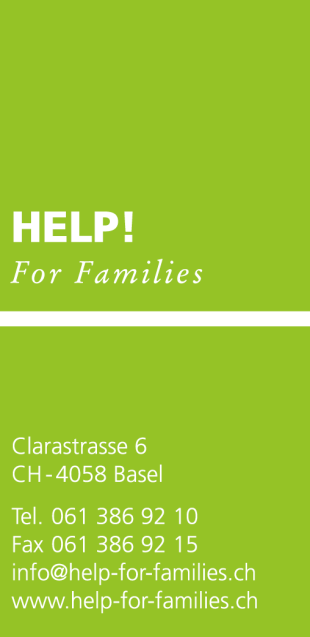 HELP!
For Families
Clarastrasse 6
CH-4058 Basel
Tel. 061 386 92 10
Fax 061 386 92 15
info@help-for-families.ch
www.help-for-families.ch